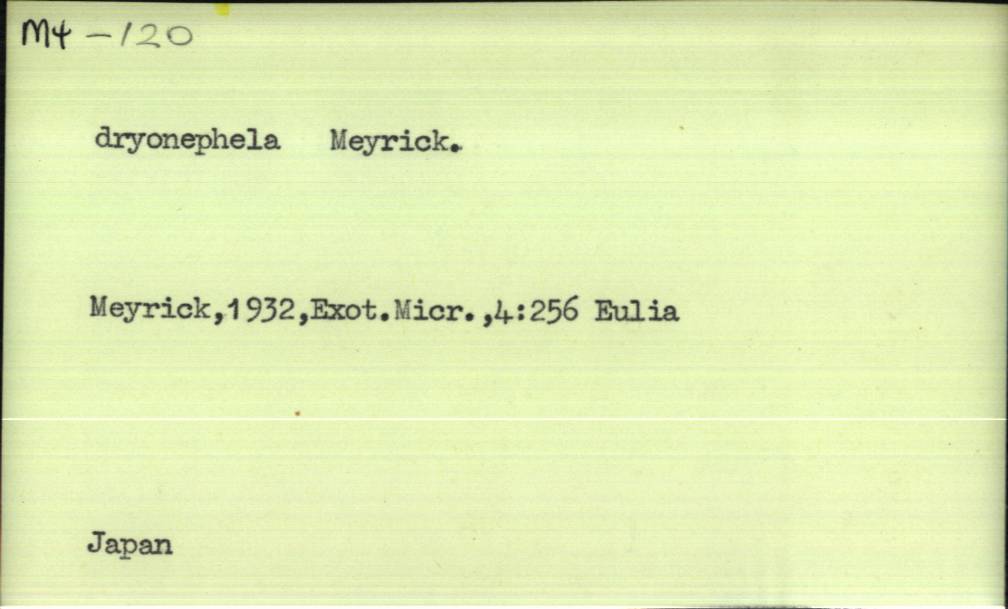 M4 - 120
dryonephela Meyrick.
Meyrick,1932,Exot.Micr.,4:256 Eulia
Japan